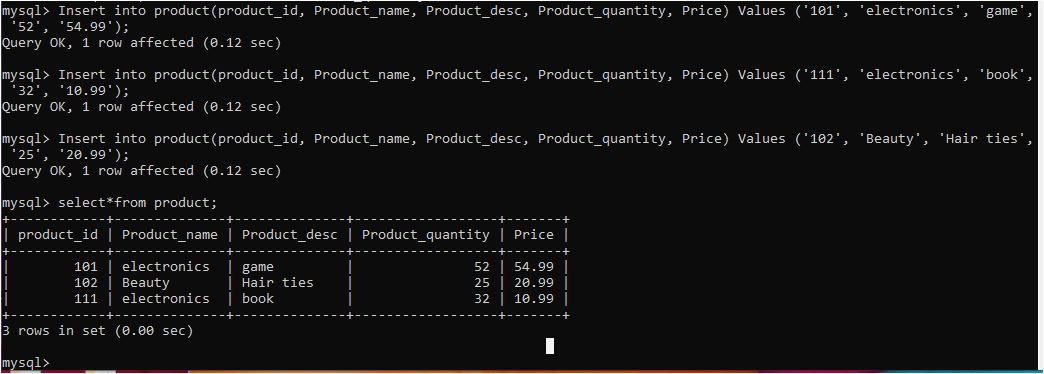 mysql> Insert into product(product_id, Product_name, Product_desc, Product_quantity, Price) Values ('101', 'electronics', 'game',
 '52', '54.99');
Query OK, 1 row affected (0.12 sec)

mysql> Insert into product(product_id, Product_name, Product_desc, Product_quantity, Price) Values ('111', 'electronics', 'book',
 '32', '10.99');
Query OK, 1 row affected (0.12 sec)

mysql> Insert into product(product_id, Product_name, Product_desc, Product_quantity, Price) Values ('102', 'Beauty', 'Hair ties',
 '25', '20.99');
Query OK, 1 row affected (0.12 sec)

mysql> select*from product;
+------------+--------------+--------------+------------------+-------+
| product_id | Product_name | Product_desc | Product_quantity | Price |
+------------+--------------+--------------+------------------+-------+
|        101 | electronics  | game         |               52 | 54.99 |
|        102 | Beauty       | Hair ties    |               25 | 20.99 |
|        111 | electronics  | book         |               32 | 10.99 |
+------------+--------------+--------------+------------------+-------+
3 rows in set (0.00 sec)

mysql>